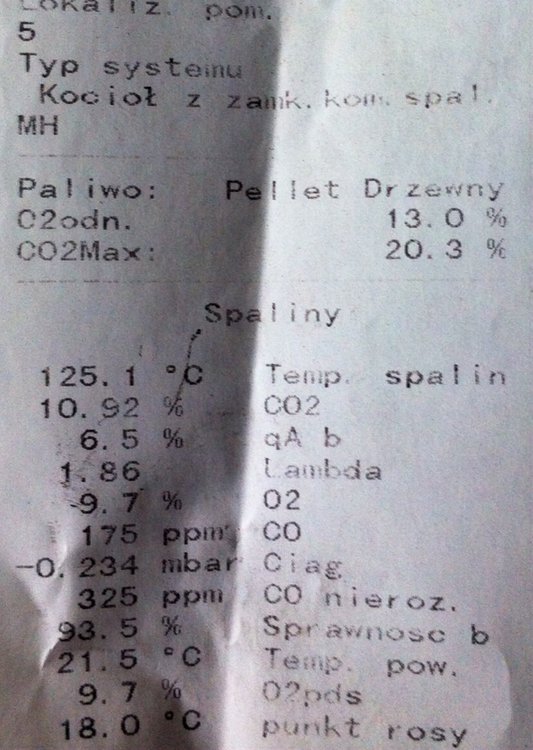 Lokaliz. pom.
5
Typ systemu
Kocioł z zamk. kom. spal.
MH
Paliwo: Pellet Drzewny
O2odn. 13.0 %
CO2Max: 20.3 %
Spaliny
125.1 °C Temp. spalin
10.92 % CO2
6.5 % qA b
1.86 Lambda
9.7 % O2
175 ppm CO
-0.234 mbar Ciag
325 ppm CO nieroz.
93.5 % Sprawnosc b
21.5 °C Temp. pow.
9.7 % O2pds
18.0 °C punkt rosy